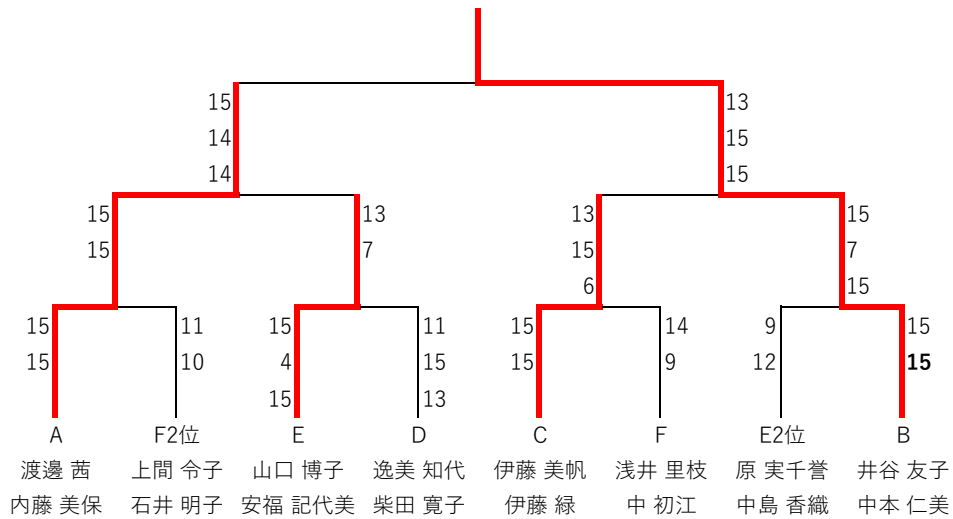 15 13
14 15
14 15
15 13 13 15
15 7 15 7
6 15
15 11 15 11 15 14 9 15
15 10 4 15 15 9 12 15
15 13
A F2位 E D C F E2位 B
渡邊 茜 上間 令子 山口 博子 逸美 知代 伊藤 美帆 浅井 里枝 原 実千誉 井谷 友子
内藤 美保 石井 明子 安福 記代美 柴田 寛子 伊藤 緑 中 初江 中島 香織 中本 仁美